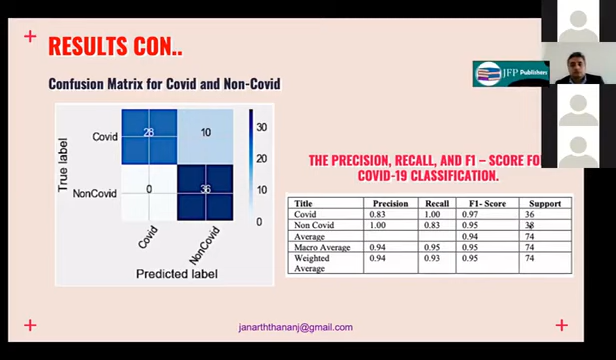 RESULTS CON..
JFP Publishers
Confusion Matrix for Covid and Non-Covid
True label
Covid
NonCovid
28 10
0 36
30
20
10
0
Covid NonCovid
Predicted label
THE PRECISION, RECALL, AND F1 – SCORE FO
COVID-19 CLASSIFICATION.
Title Precision Recall F1- Score Support
Covid 0.83 1.00 0.97 36
Non Covid 1.00 0.83 0.95 38
Average 0.94 74
Macro Average 0.94 0.95 0.95 74
Weighted Average 0.94 0.93 0.95 74
janarththananj@gmail.com